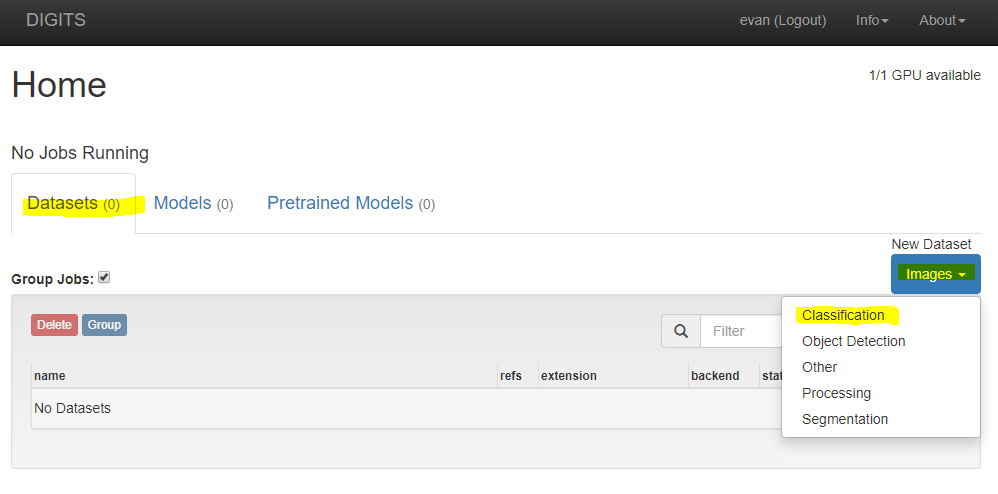 DIGITS evan (Logout) Info About
Home 1/1 GPU available
No Jobs Running
Datasets (0) Models (0) Pretrained Models (0)
New Dataset
Group Jobs: Images
Delete Group Filter Classification
Object Detection
Other
name refs extension backend stat
Processing
No Datasets
Segmentation